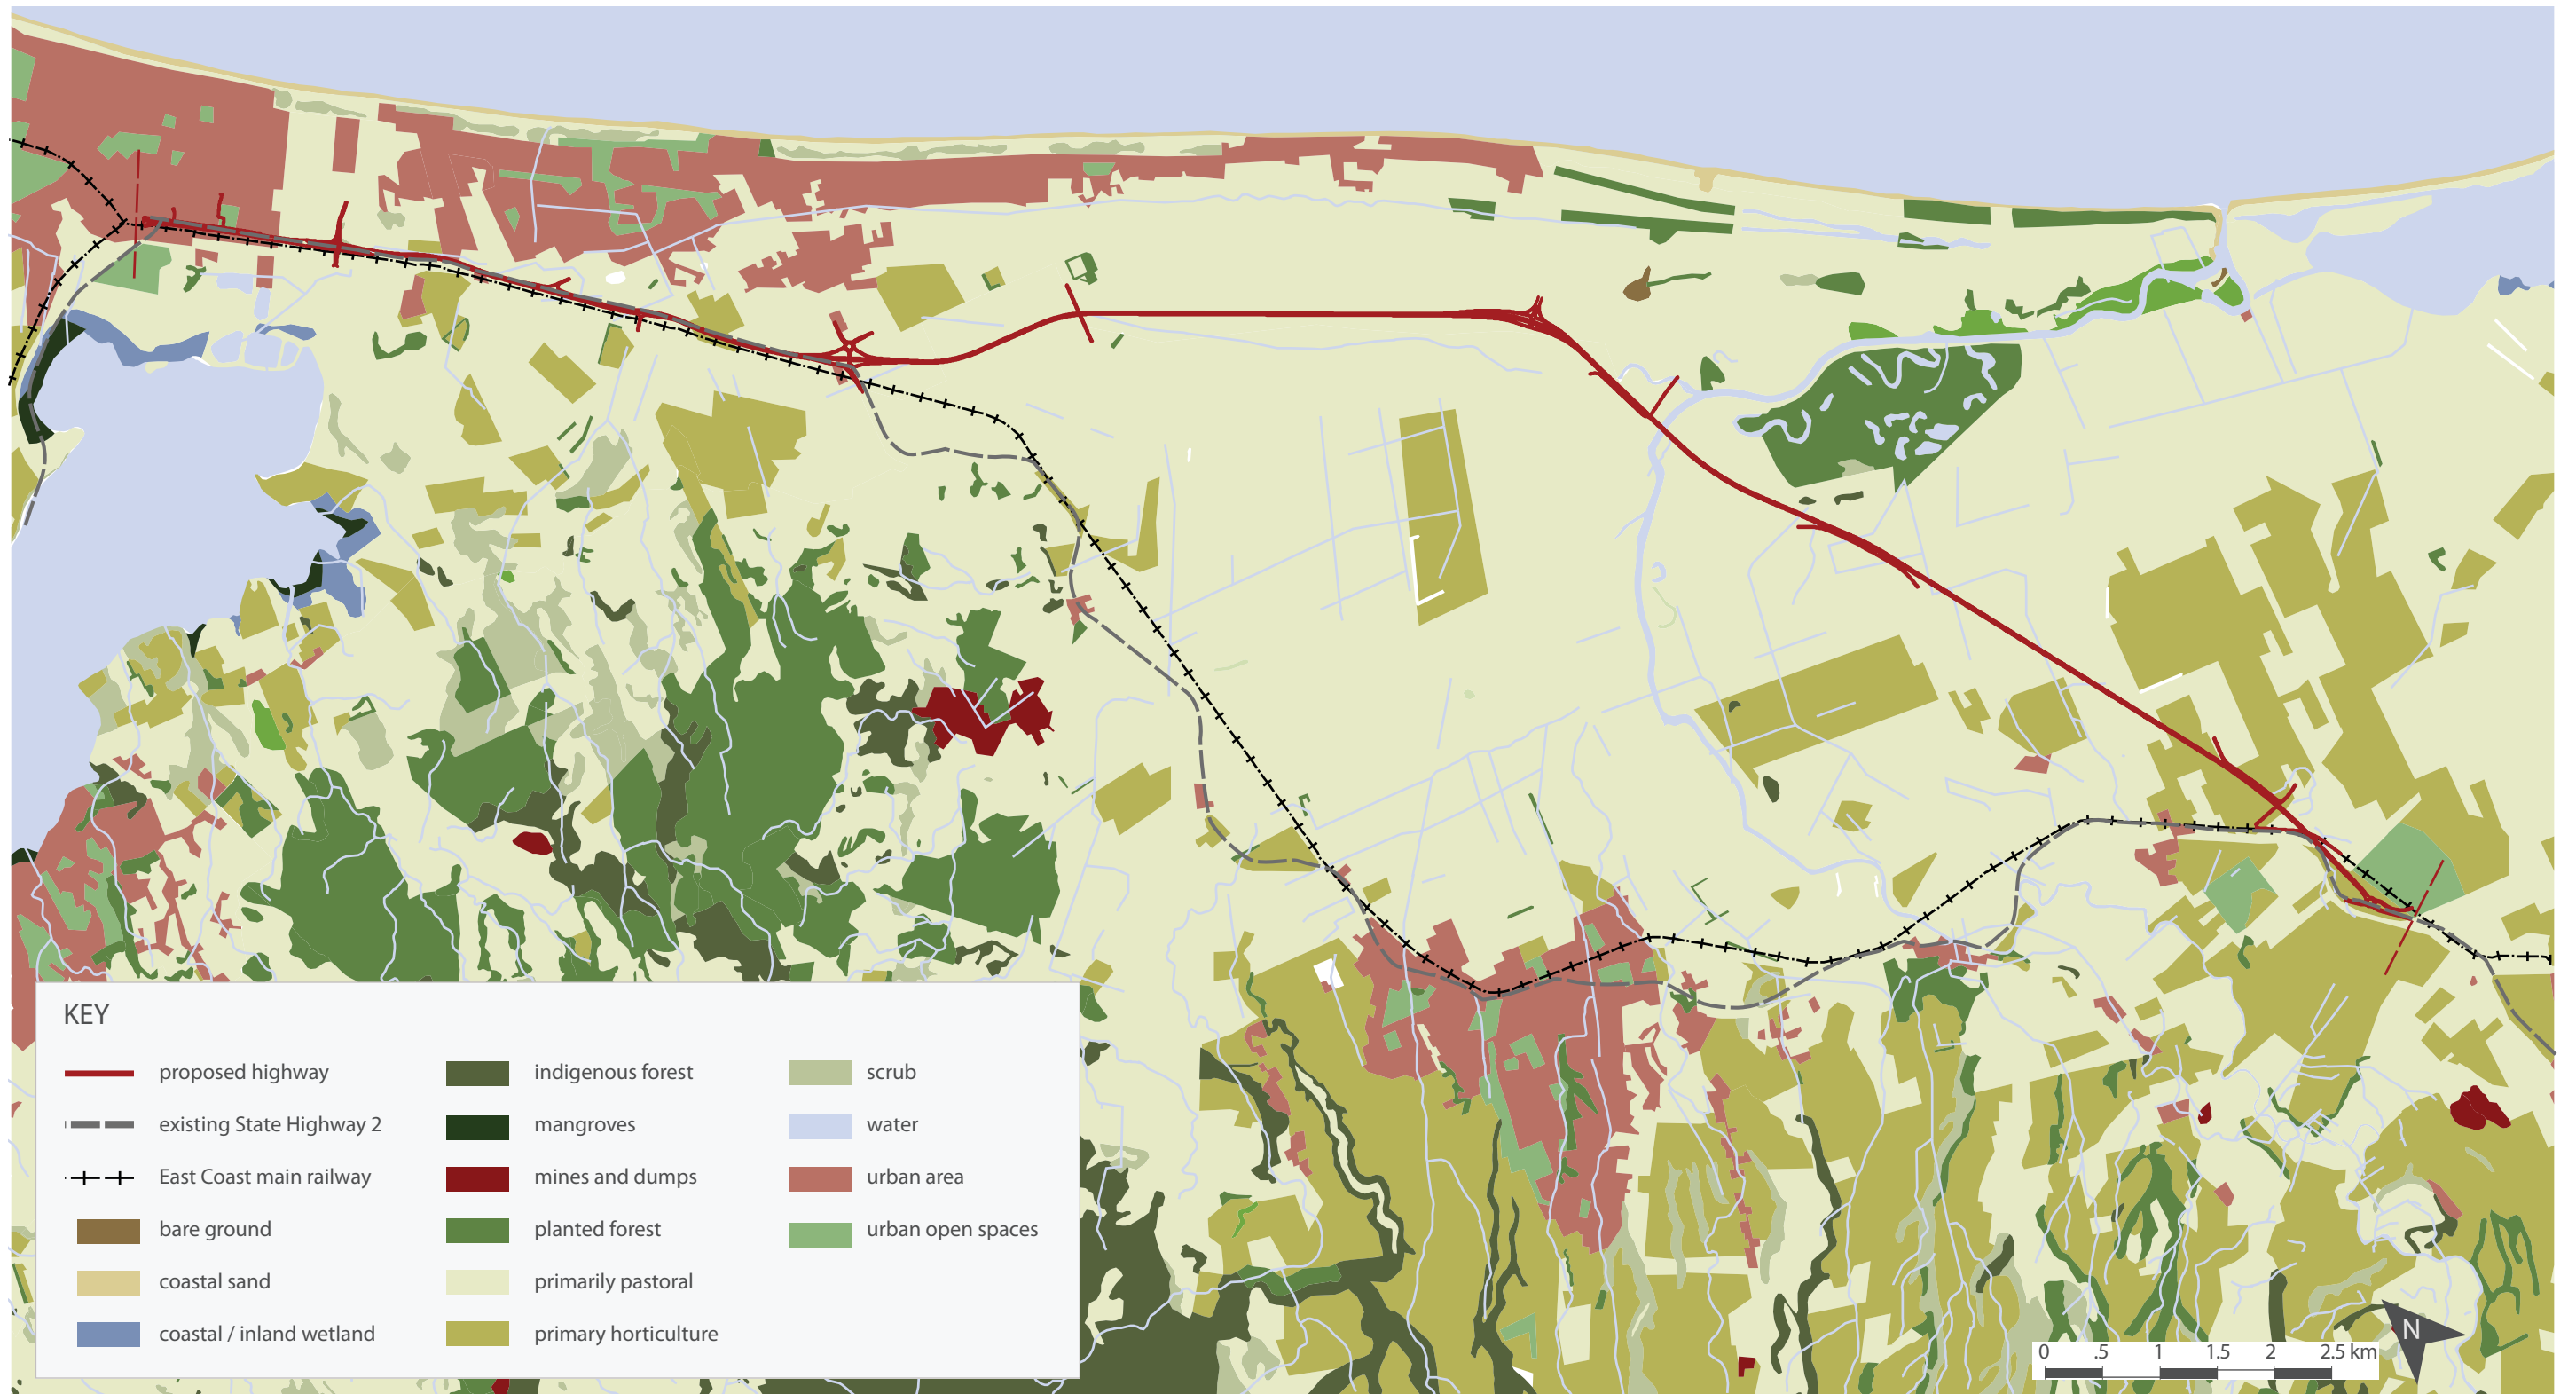 KEY
proposed highway
existing State Highway 2
East Coast main railway
bare ground
coastal sand
coastal / inland wetland
indigenous forest
mangroves
mines and dumps
planted forest
primarily pastoral
primary horticulture
scrub
water
urban area
urban open spaces
N
0 .5 1 1.5 2 2.5 km